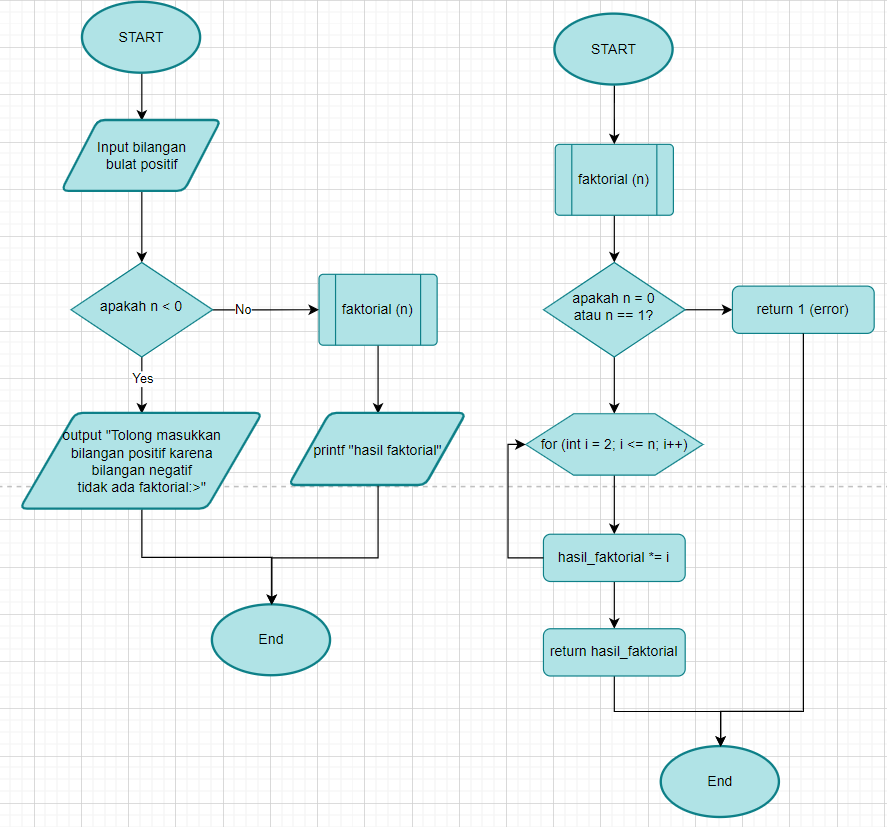 START
Input bilangan
bulat positif
apakah n < 0
No
faktorial (n)
Yes
output "Tolong masukkan
bilangan positif karena
bilangan negatif
tidak ada faktorial:>"
printf "hasil faktorial"
End
START
faktorial (n)
apakah n = 0
atau n == 1?
return 1 (error)
for (int i = 2; i <= n; i++)
hasil_faktorial *= i
return hasil_faktorial
End